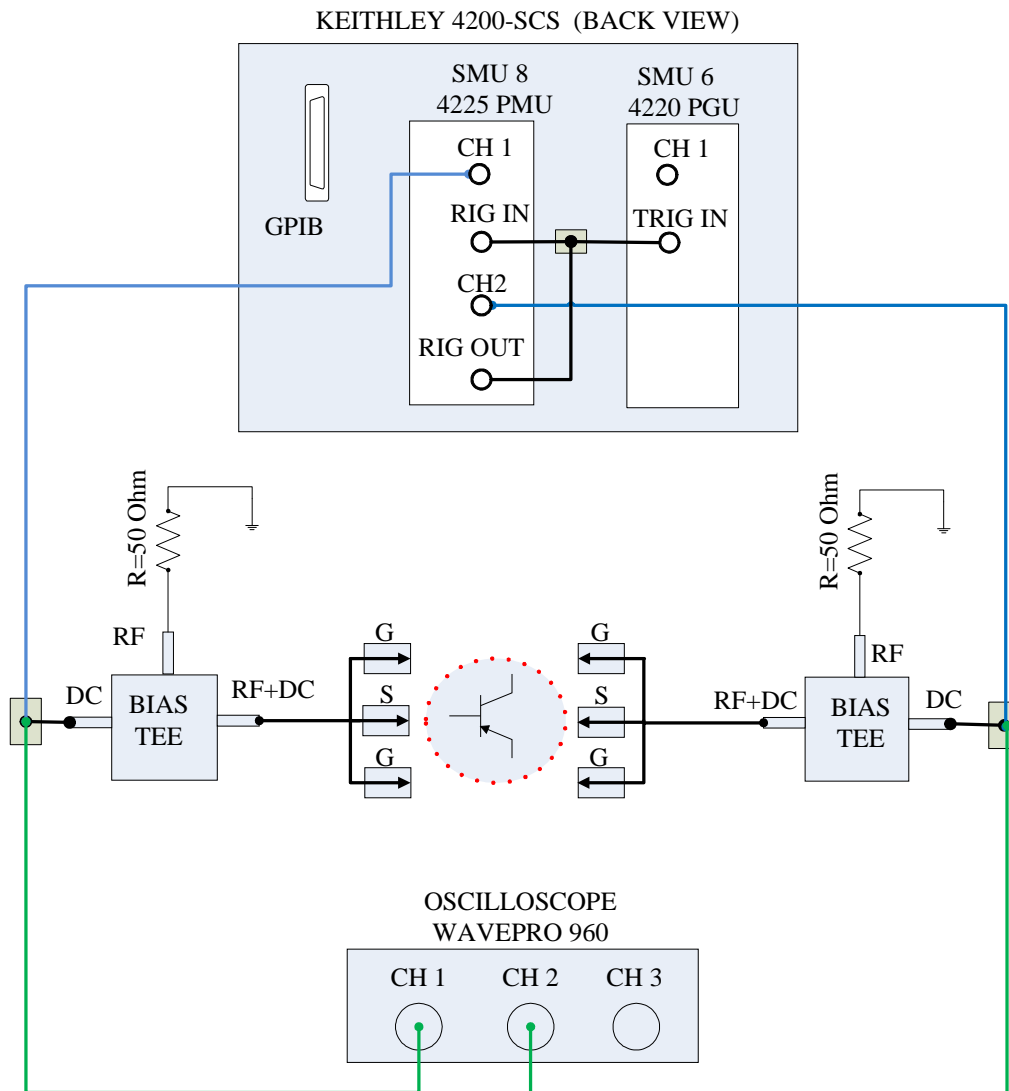 KEITHLEY 4200-SCS (BACK VIEW)
SMU 8
4225 PMU
SMU 6
4220 PGU
CH 1
CH 1
RIG IN
TRIG IN
GPIB
CH2
RIG OUT
R=50 Ohm
R=50 Ohm
RF
RF
G
G
DC
BIAS
TEE
RF+DC
S
S
RF+DC
BIAS
TEE
DC
G
G
OSCILLOSCOPE
WAVEPRO 960
CH 1
CH 2
CH 3